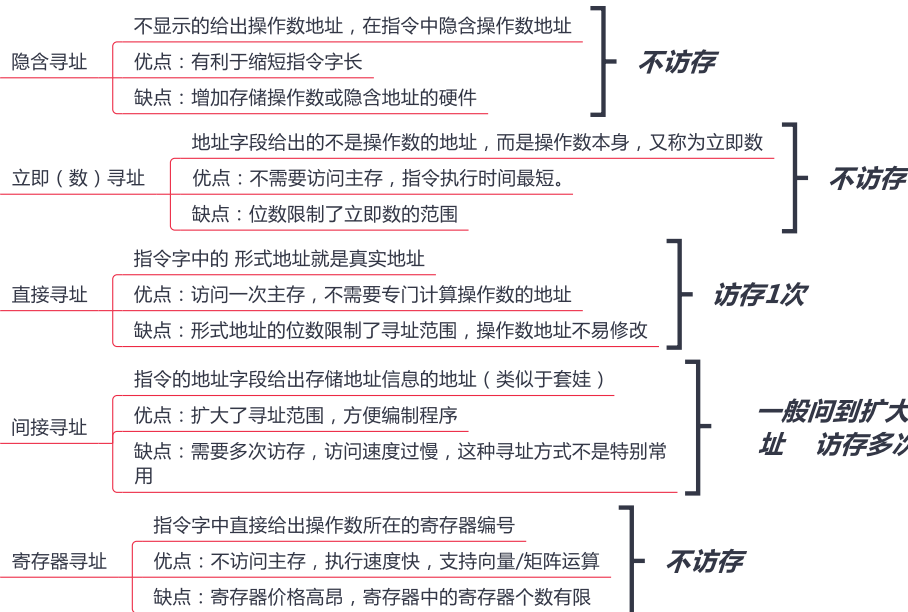 不显示的给出操作数地址，在指令中隐含操作数地址
隐含寻址
优点：有利于缩短指令字长
不访存
缺点：增加存储操作数或隐含地址的硬件
地址字段给出的不是操作数的地址，而是操作数本身，又称为立即数
立即（数）寻址
优点：不需要访问主存，指令执行时间最短。
不访存
缺点：位数限制了立即数的范围
指令字中的 形式地址就是真实地址
直接寻址
优点：访问一次主存，不需要专门计算操作数的地址
访存1次
缺点：形式地址的位数限制了寻址范围，操作数地址不易修改
指令的地址字段给出存储地址信息的地址（类似于套娃）
间接寻址
优点：扩大了寻址范围，方便编制程序
缺点：需要多次访存，访问速度过慢，这种寻址方式不是特别常
用
一般问到扩大
址 访存多次
指令字中直接给出操作数所在的寄存器编号
寄存器寻址
优点：不访问主存，执行速度快，支持向量/矩阵运算
不访存
缺点：寄存器价格高昂，寄存器中的寄存器个数有限